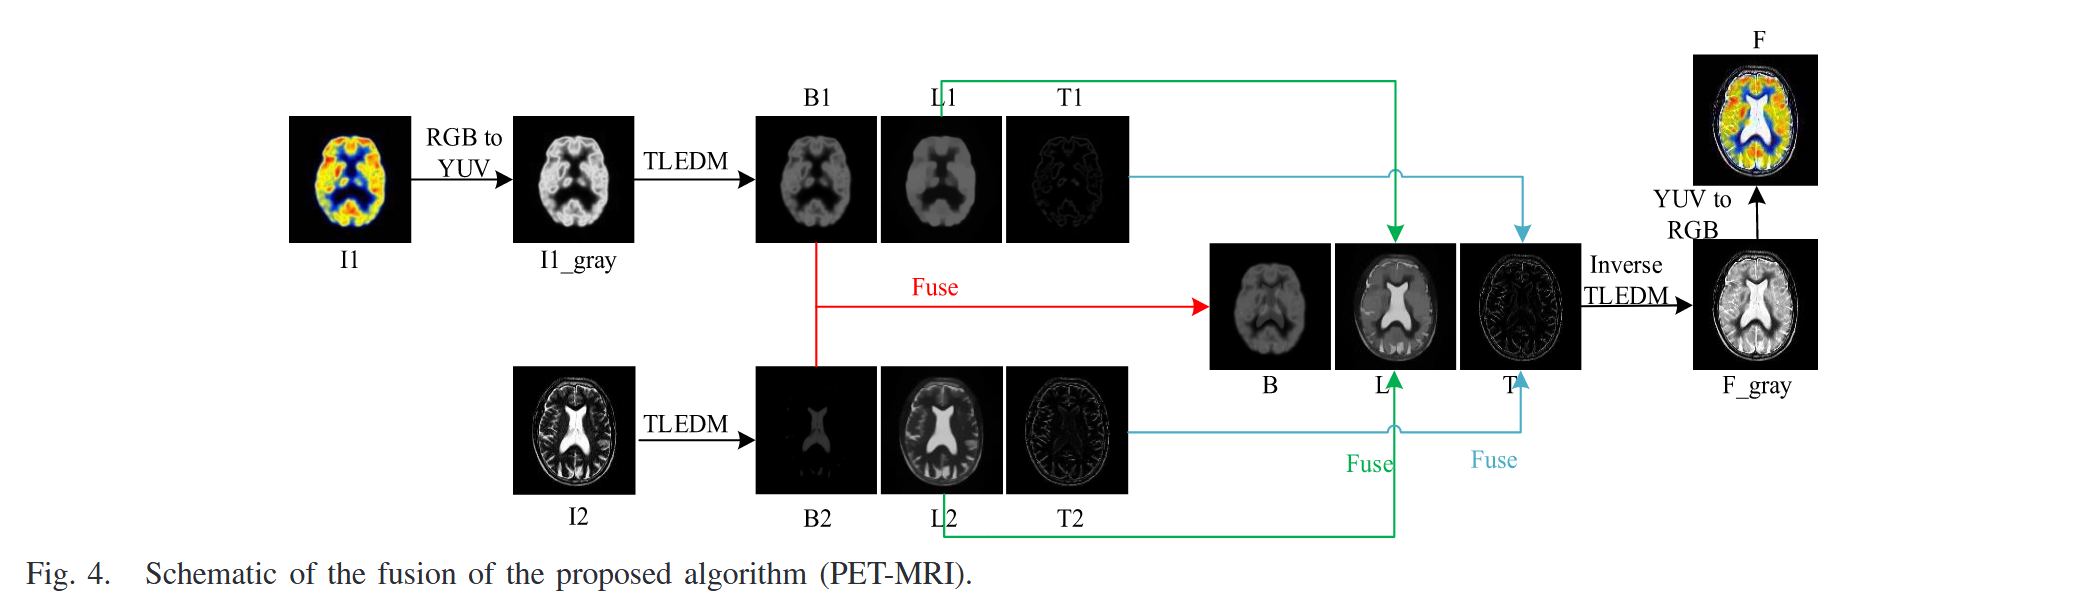 F
B1
L1
T1
RGB to
YUV
TLEDM
I1
I1_gray
YUV to
RGB
Fuse
Inverse
TLEDM
B
L
T
F_gray
TLEDM
Fuse
Fuse
I2
B2
L2
T2
Fig. 4. Schematic of the fusion of the proposed algorithm (PET-MRI).